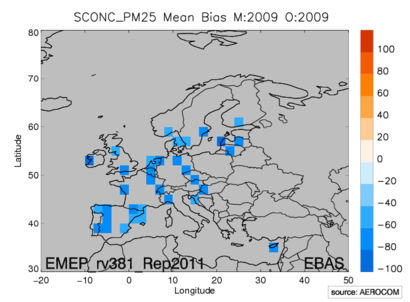 SCONC_PM25 Mean Bias M:2009 O:2009
80
70
60
50
40
30
Latitude
-20 -10 0 10 20 30 40 50
Longitude
EMEP_rv381_Rep2011 EBAS
100
80
60
40
20
0
-20
-40
-60
-80
-100
source: AEROCOM